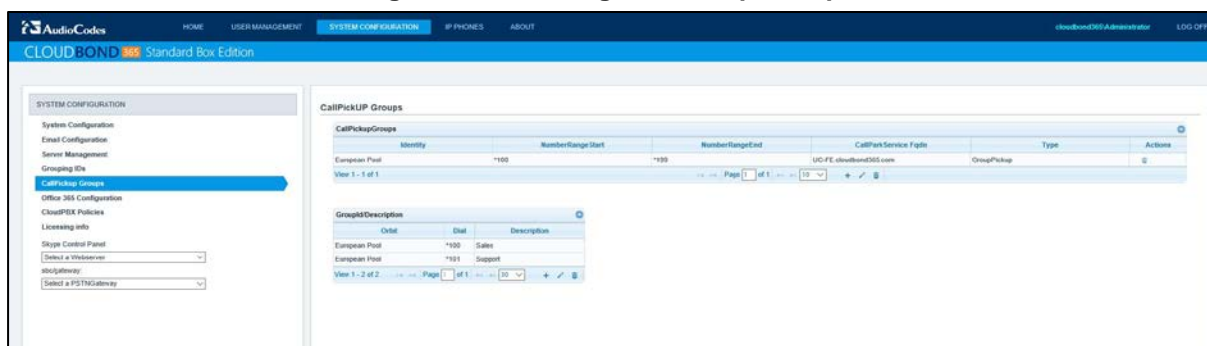 AudioCodes HOME USER MANAGEMENT SYSTEM CONFIGURATION IP PHONES ABOUT cloudbond365\Administrator LOG OFF
CLOUDBOND 365 Standard Box Edition
SYSTEM CONFIGURATION
System Configuration
Email Configuration
Server Management
Grouping IDs
CallPickup Groups
Office 365 Configuration
CloudPBX Policies
Licensing info
Skype Control Panel
Select a Webserver
sbc/gateway:
Select a PSTNGateway
CallPickUP Groups
CallPickupGroups
Identity NumberRangeStart NumberRangeEnd CallParkService Fqdn Type Actions
European Pool *100 *199 UC-FE.cloudbond365.com GroupPickup
View 1 - 1 of 1 Page 1 of 1 10
GroupId/Description
Orbit Dial Description
European Pool *100 Sales
European Pool *101 Support
View 1 - 2 of 2 Page 1 of 1 10